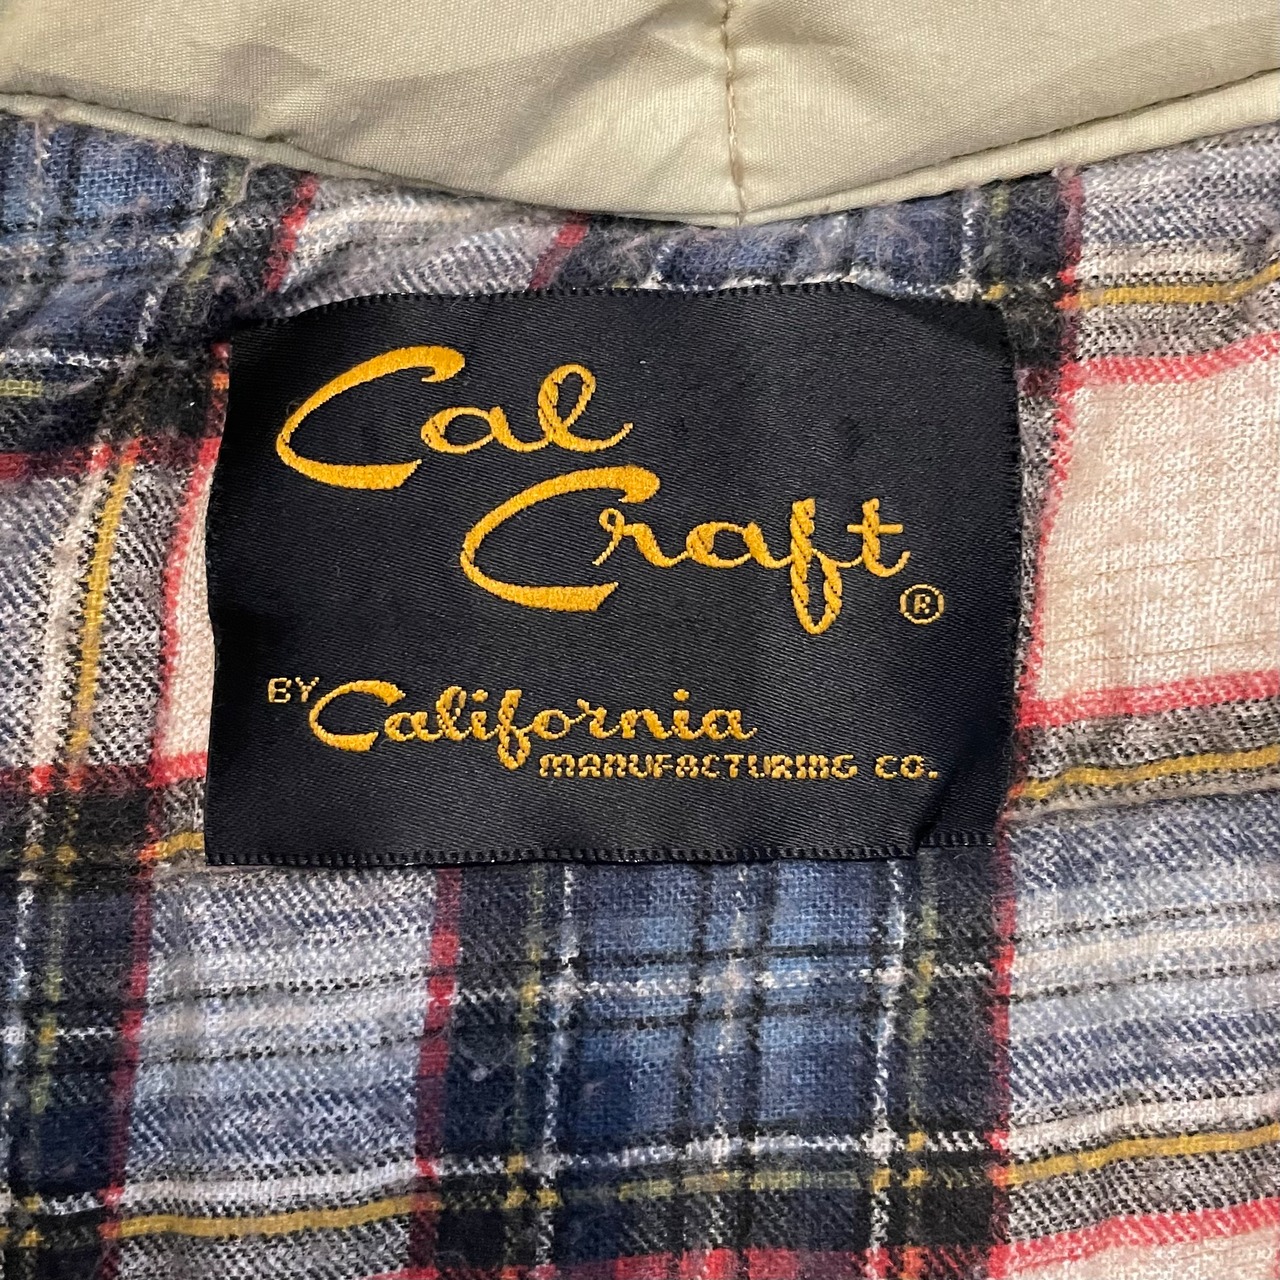 Cal
Craft®
BY California
MANUFACTURING CO.